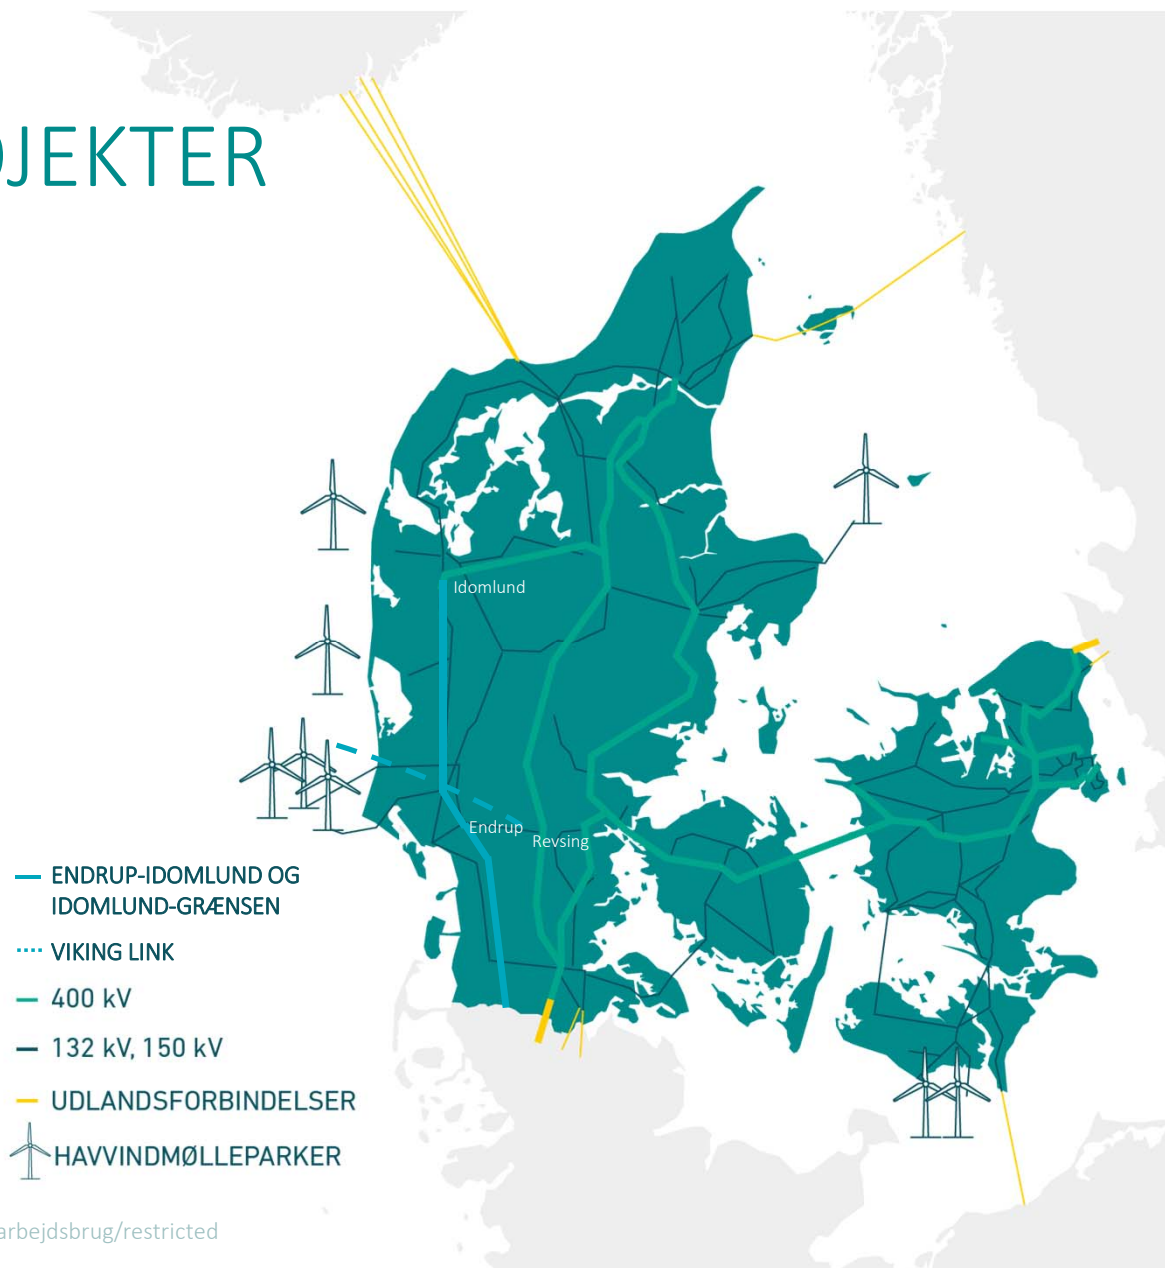 OJEKTER
Idomlund
Endrup
Revsing
ENDRUP-IDOMLUND OG
IDOMLUND-GRÆNSEN
VIKING LINK
400 kV
132 kV, 150 kV
UDLANDSFORBINDELSER
HAVVINDMØLLEPARKER
arbejdsbrug/restricted